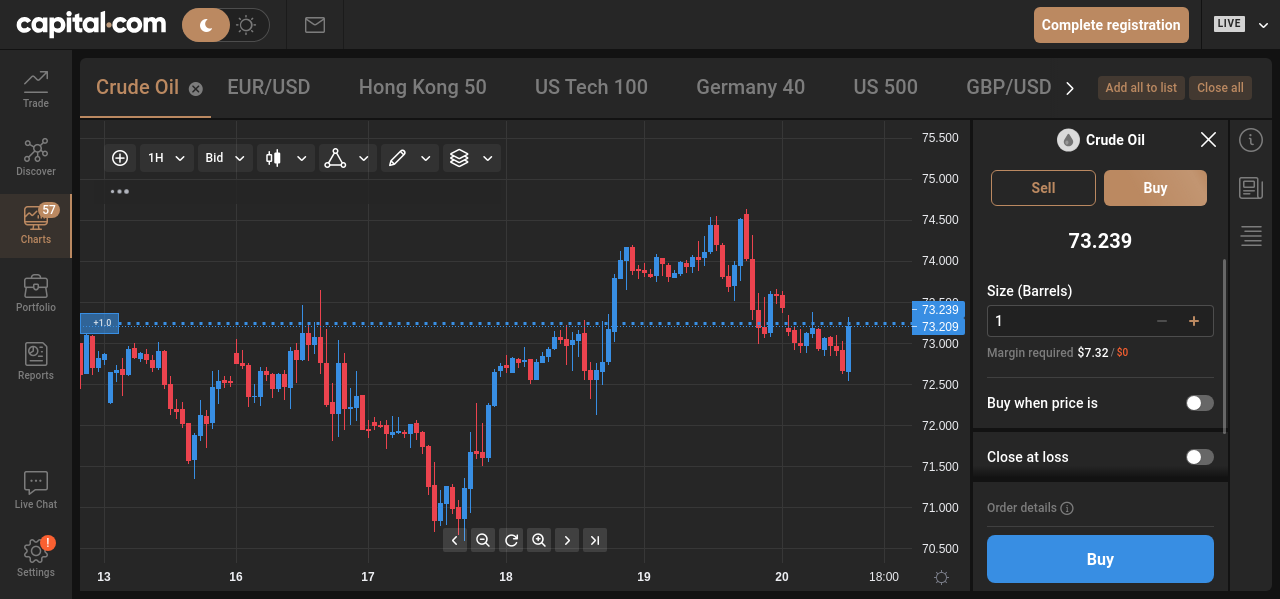 capital.com
Complete registration
LIVE
Trade
Discover
57
Charts
Portfolio
Reports
Live Chat
!
Settings
Crude Oil
EUR/USD
Hong Kong 50
US Tech 100
Germany 40
US 500
GBP/USD
Add all to list
Close all
1H
Bid
+1.0
75.500
75.000
74.500
74.000
73.239
73.209
73.000
72.500
72.000
71.500
71.000
70.500
13
16
17
18
19
20
18:00
Crude Oil
Sell
Buy
73.239
Size (Barrels)
1
Margin required $7.32 / $0
Buy when price is
Close at loss
Order details
Buy